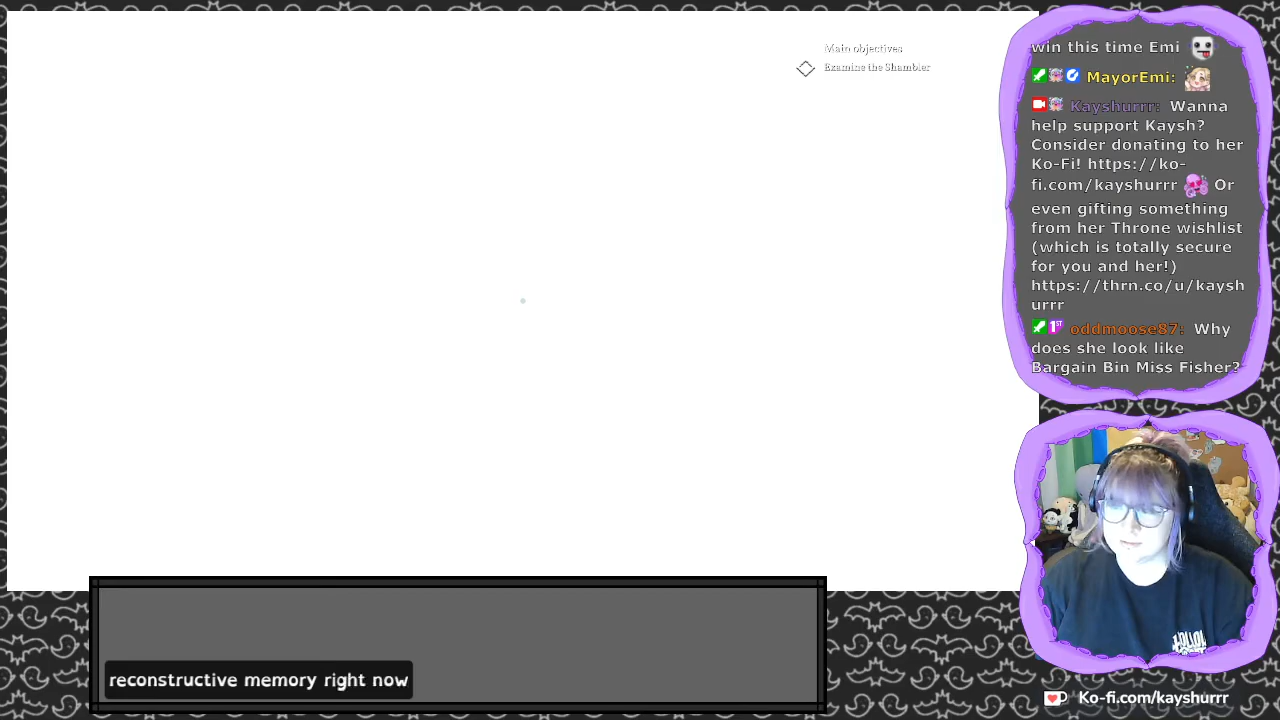 Main objectives
Examine the Shambler
win this time Emi
MayorEmi:
Kayshurrr: Wanna
help support Kaysh?
Consider donating to her
Ko-Fi! https://ko-
fi.com/kayshurrr Or
even gifting something
from her Throne wishlist
(which is totally secure
for you and her!)
https://thrn.co/u/kaysh
urrr
1ST oddmoose87: Why
does she look like
Bargain Bin Miss Fisher?
reconstructive memory right now
Ko-fi.com/kayshurrr